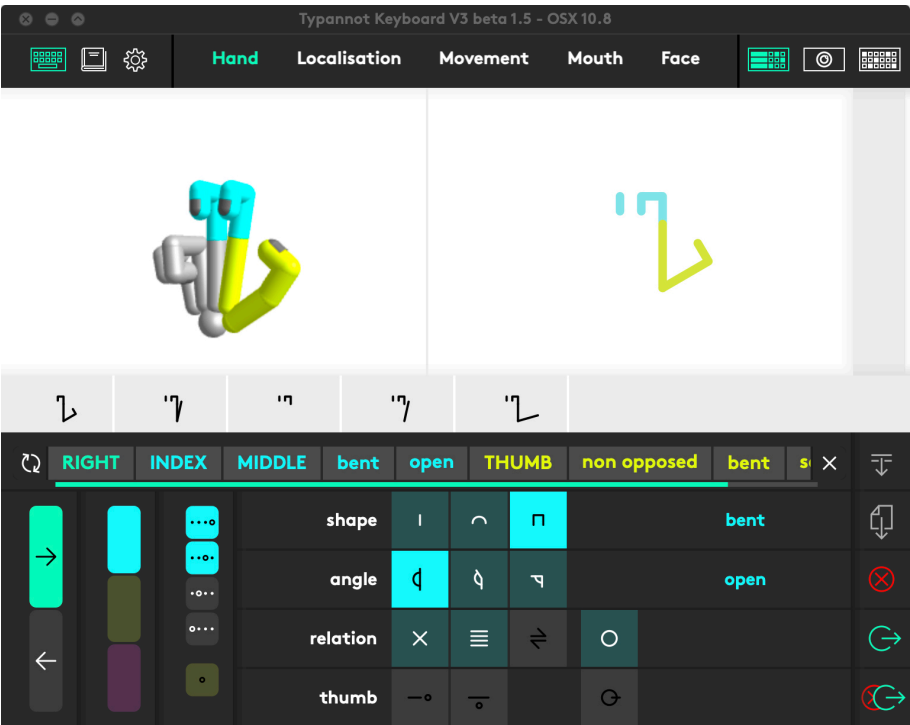 Typannot Keyboard V3 beta 1.5 - OSX 10.8
Hand Localisation Movement Mouth Face
RIGHT INDEX MIDDLE bent open THUMB non opposed bent
shape bent
angle open
relation
thumb